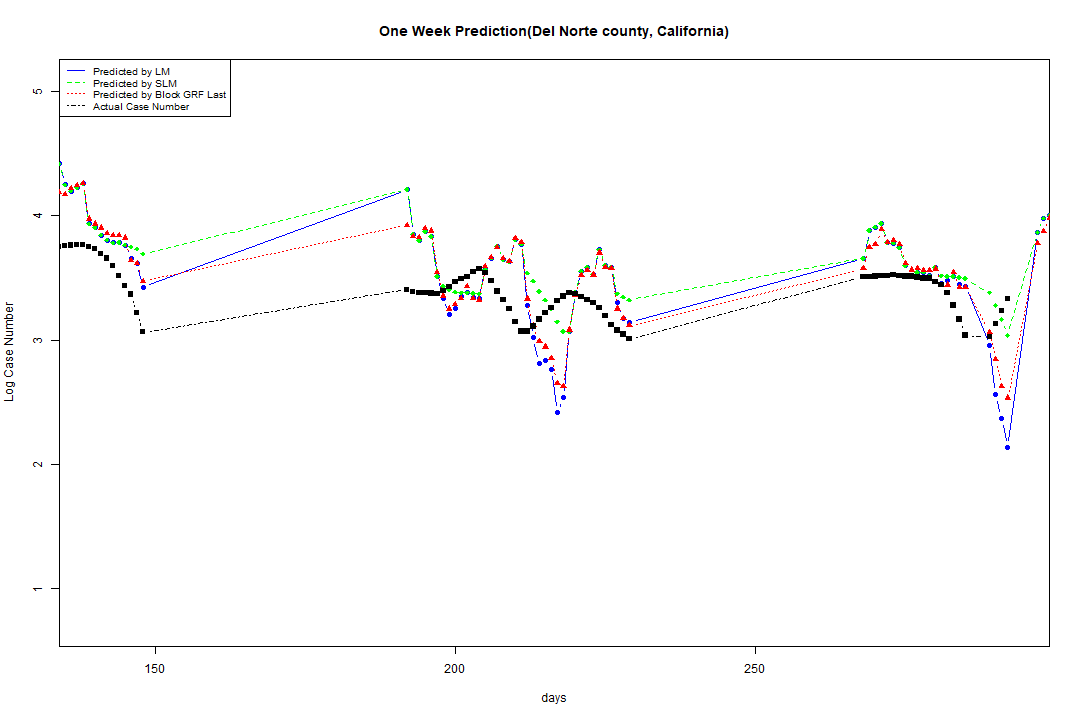 One Week Prediction(Del Norte county, California)
Predicted by LM
Predicted by SLM
Predicted by Block GRF Last
Actual Case Number
5
4
3
2
1
Log Case Number
150 200 250
days